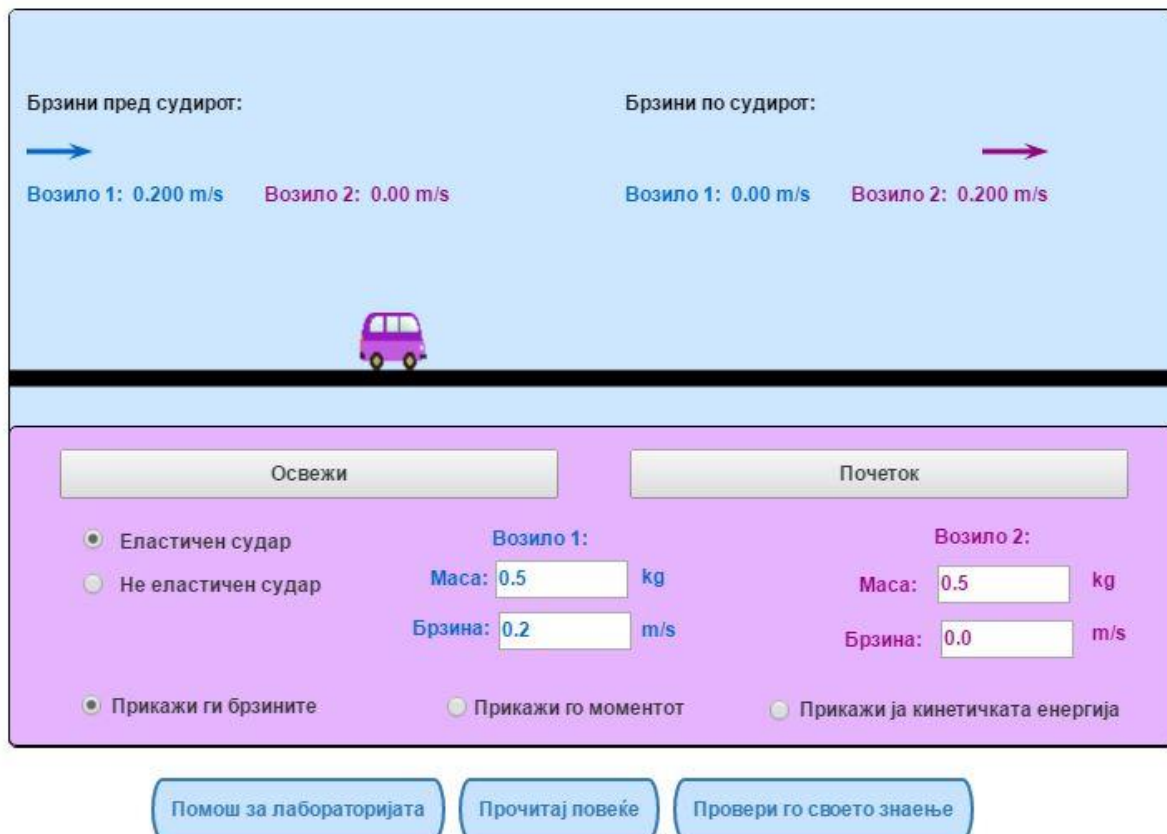 Брзини пред судирот: Брзини по судирот:
Возило 1: 0.200 m/s Возило 2: 0.00 m/s Возило 1: 0.00 m/s Возило 2: 0.200 m/s
Освежи Почеток
Еластичен судар Возило 1: Возило 2:
Не еластичен судар Маса: 0.5 kg Маса: 0.5 kg
Брзина: 0.2 m/s Брзина: 0.0 m/s
Прикажи ги брзините Прикажи го моментот Прикажи ја кинетичката енергија
Помош за лабораторијата Прочитај повеќе Провери го своето знаење